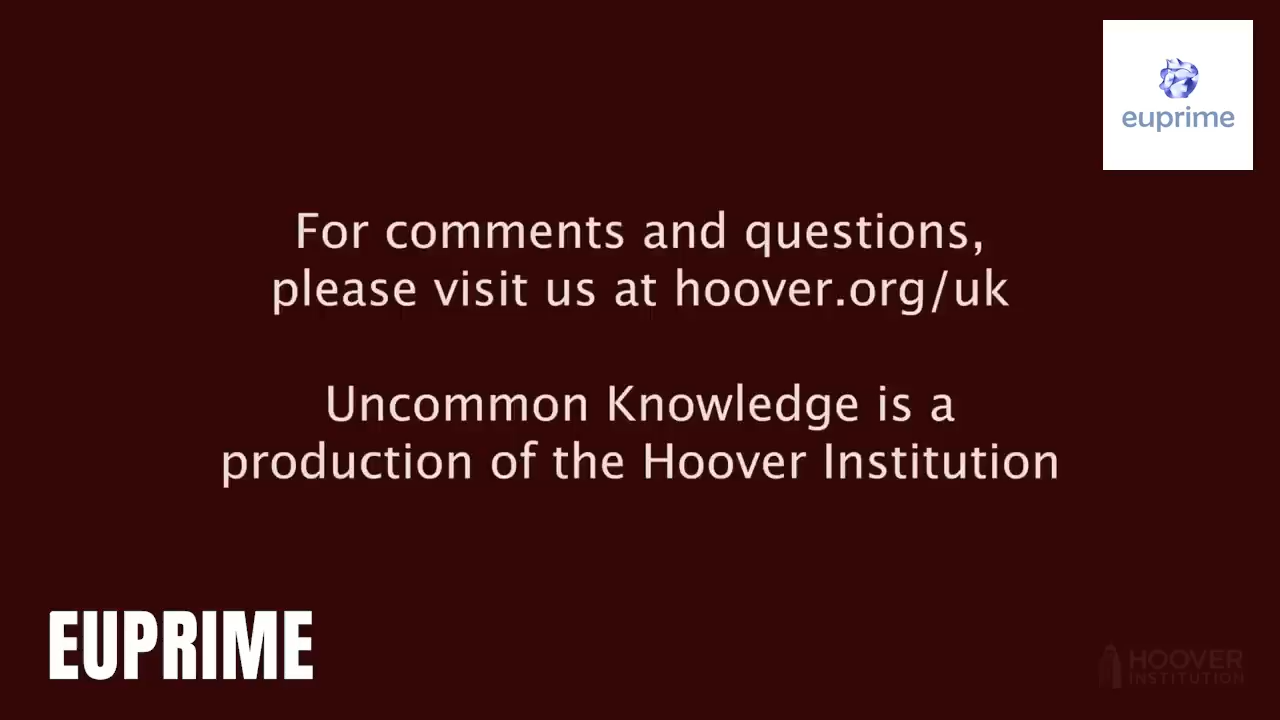 euprime
For comments and questions,
please visit us at hoover.org/uk
Uncommon Knowledge is a
production of the Hoover Institution
EUPRIME
HOOVER
INSTITUTION